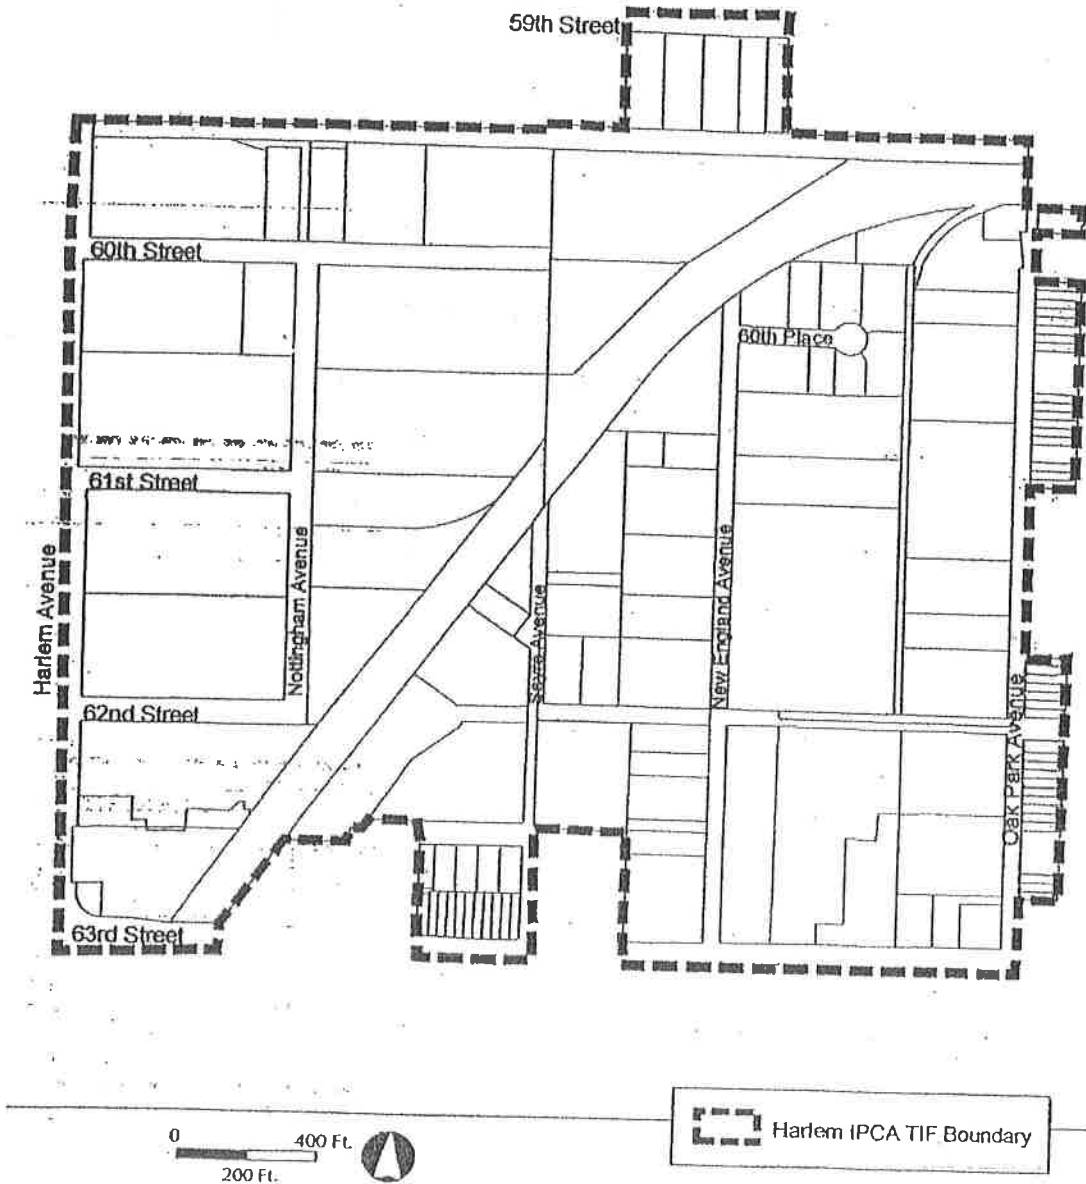 59th Street
60th Street
60th Place
61st Street
Harlem Avenue
Nottingham Avenue
Sayre Avenue
New England Avenue
62nd Street
Oak Park Avenue
63rd Street
0
400 Ft.
200 Ft.
Harlem IPCA TIF Boundary